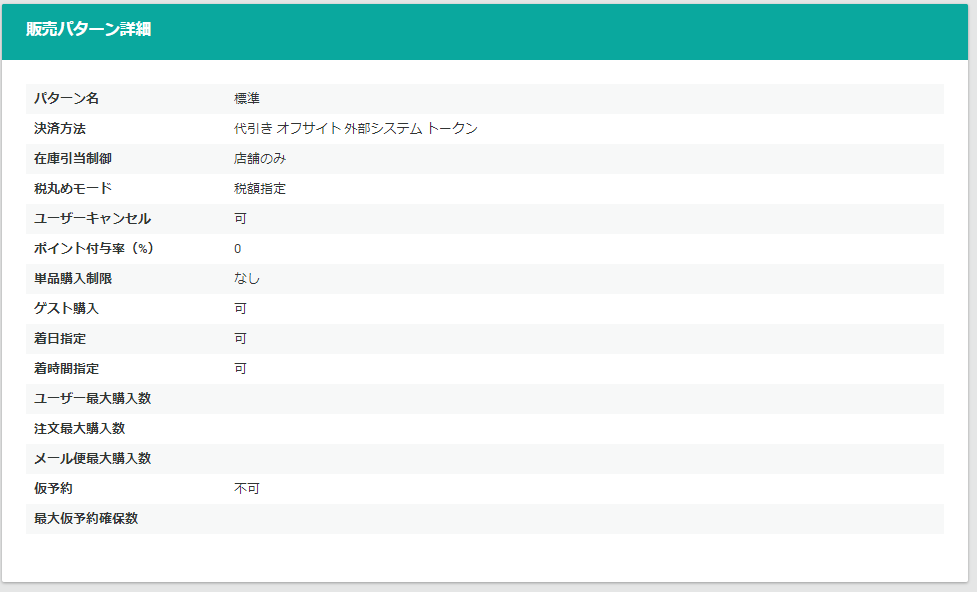 販売パターン詳細
パターン名 標準
決済方法 代引き オフサイト 外部システム トークン
在庫引当制御 店舗のみ
税丸めモード 税額指定
ユーザーキャンセル 可
ポイント付与率（%） 0
単品購入制限 なし
ゲスト購入 可
着日指定 可
着時間指定 可
ユーザー最大購入数
注文最大購入数
メール便最大購入数
仮予約 不可
最大仮予約確保数